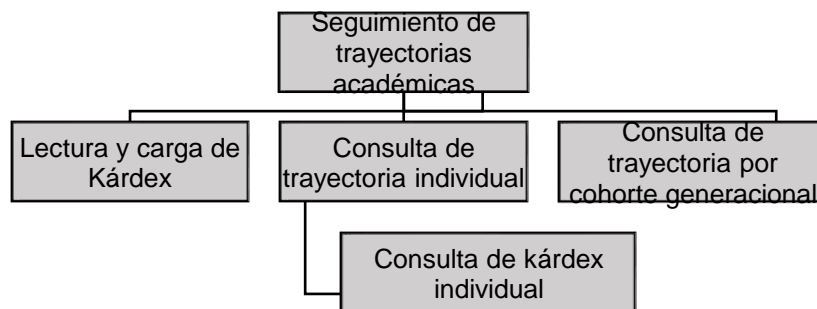 Seguimiento de
trayectorias
académicas
Lectura y carga de
Kárdex
Consulta de
trayectoria individual
Consulta de
trayectoria por
cohorte generacional
Consulta de kárdex
individual